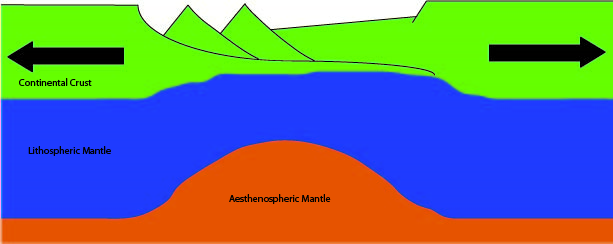 Continental Crust
Lithospheric Mantle
Aesthenospheric Mantle